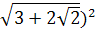 √(3 + 2√2))²